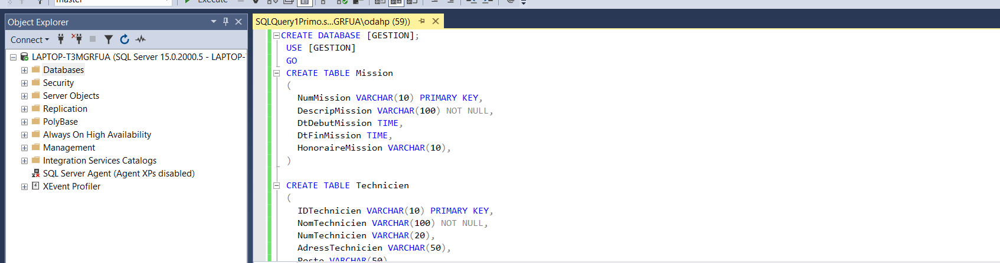 master
Execute
Object Explorer
SQLQuery1Primo.s...GRFUA\odahp (59))
Connect
LAPTOP-T3MGRFUA (SQL Server 15.0.2000.5 - LAPTOP-
Databases
Security
Server Objects
Replication
PolyBase
Always On High Availability
Management
Integration Services Catalogs
SQL Server Agent (Agent XPs disabled)
XEvent Profiler
CREATE DATABASE [GESTION];
USE [GESTION]
GO
CREATE TABLE Mission
(
NumMission VARCHAR(10) PRIMARY KEY,
DescripMission VARCHAR(100) NOT NULL,
DtDebutMission TIME,
DtFinMission TIME,
HonoraireMission VARCHAR(10),
)
CREATE TABLE Technicien
(
IDTechnicien VARCHAR(10) PRIMARY KEY,
NomTechnicien VARCHAR(100) NOT NULL,
NumTechnicien VARCHAR(20),
AdressTechnicien VARCHAR(50),
Poste VARCHAR(50)